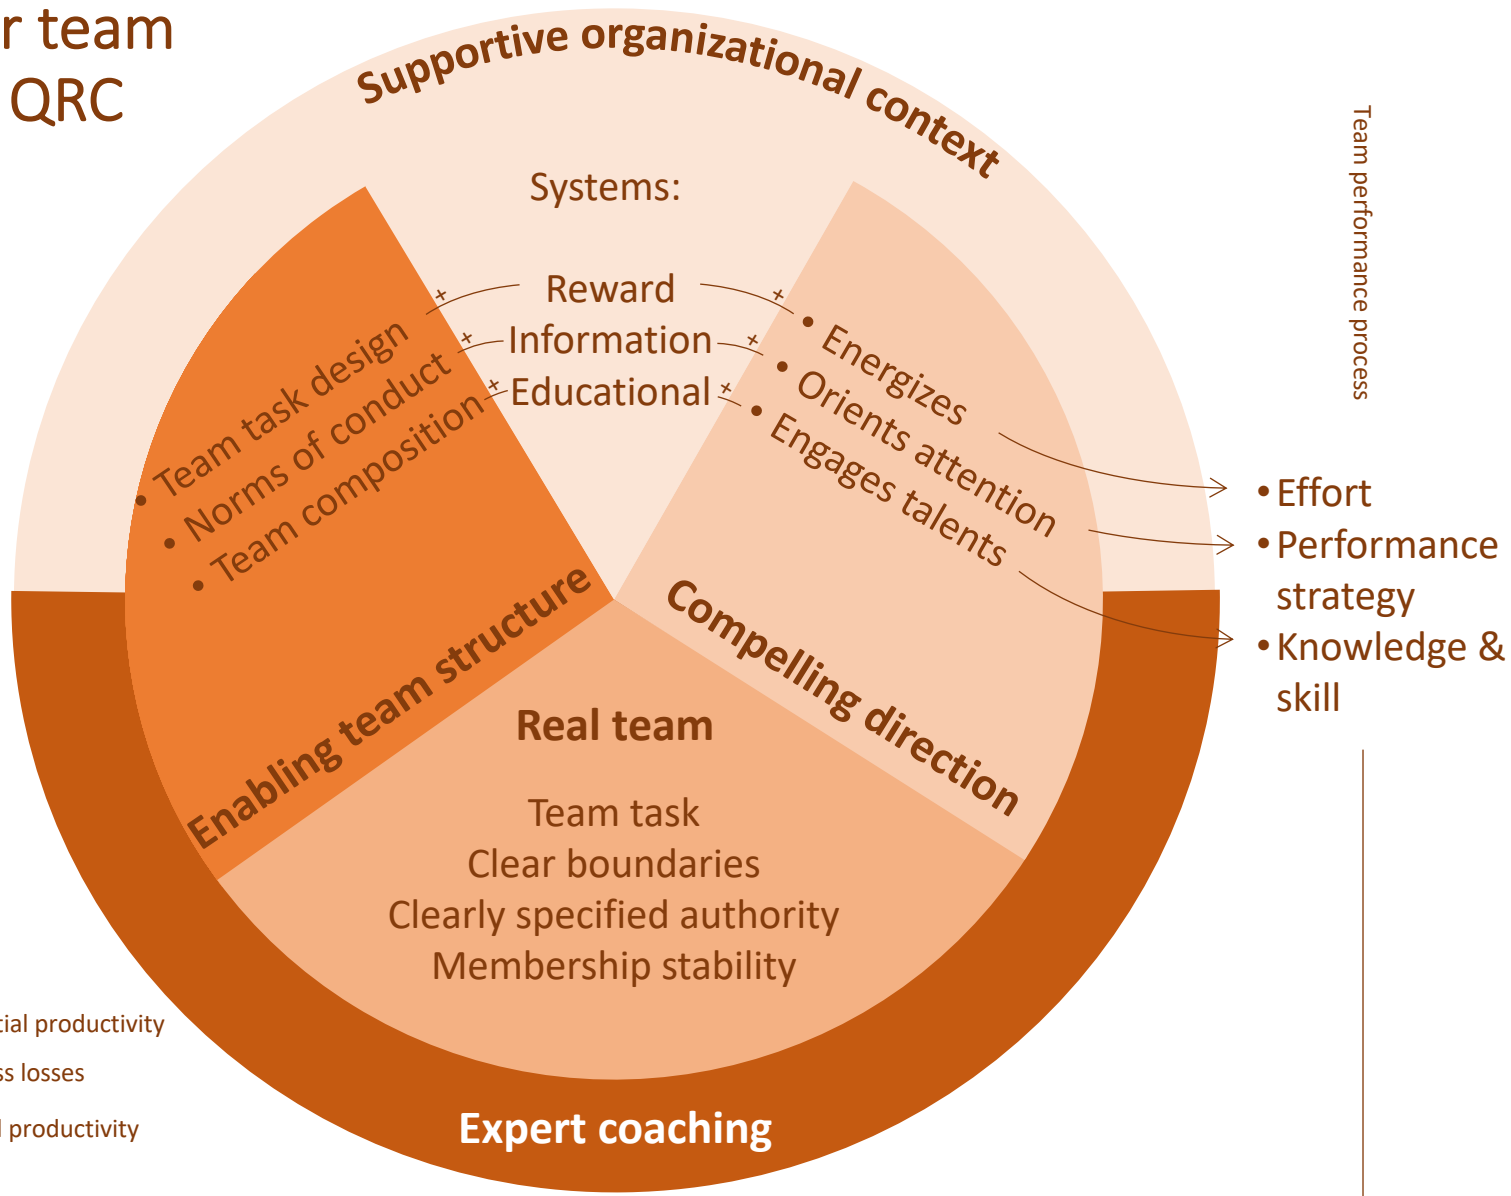 r team
QRC
Supportive organizational context
Systems:
+ Reward +
+ Information +
+ Educational +
• Team task design
• Norms of conduct
• Team composition
Enabling team structure
• Energizes
• Orients attention
• Engages talents
Compelling direction
Real team
Team task
Clear boundaries
Clearly specified authority
Membership stability
Expert coaching
Team performance process
• Effort
• Performance
strategy
• Knowledge &
skill
tial productivity
ss losses
l productivity